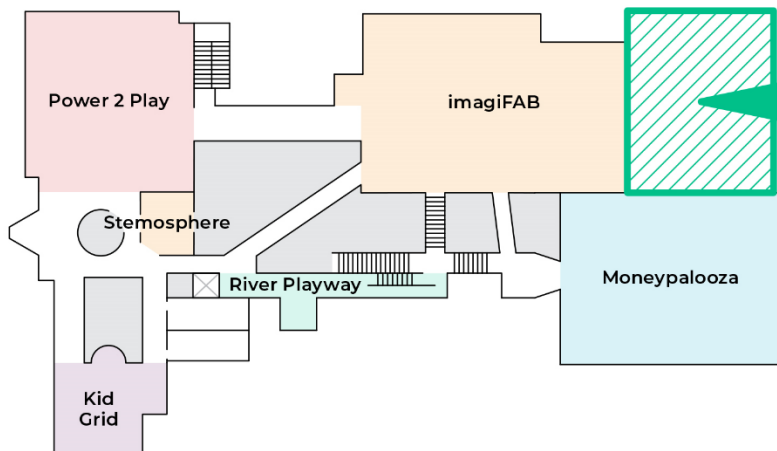 Power 2 Play
imagiFAB
Stemosphere
River Playway
Moneypalooza
Kid
Grid